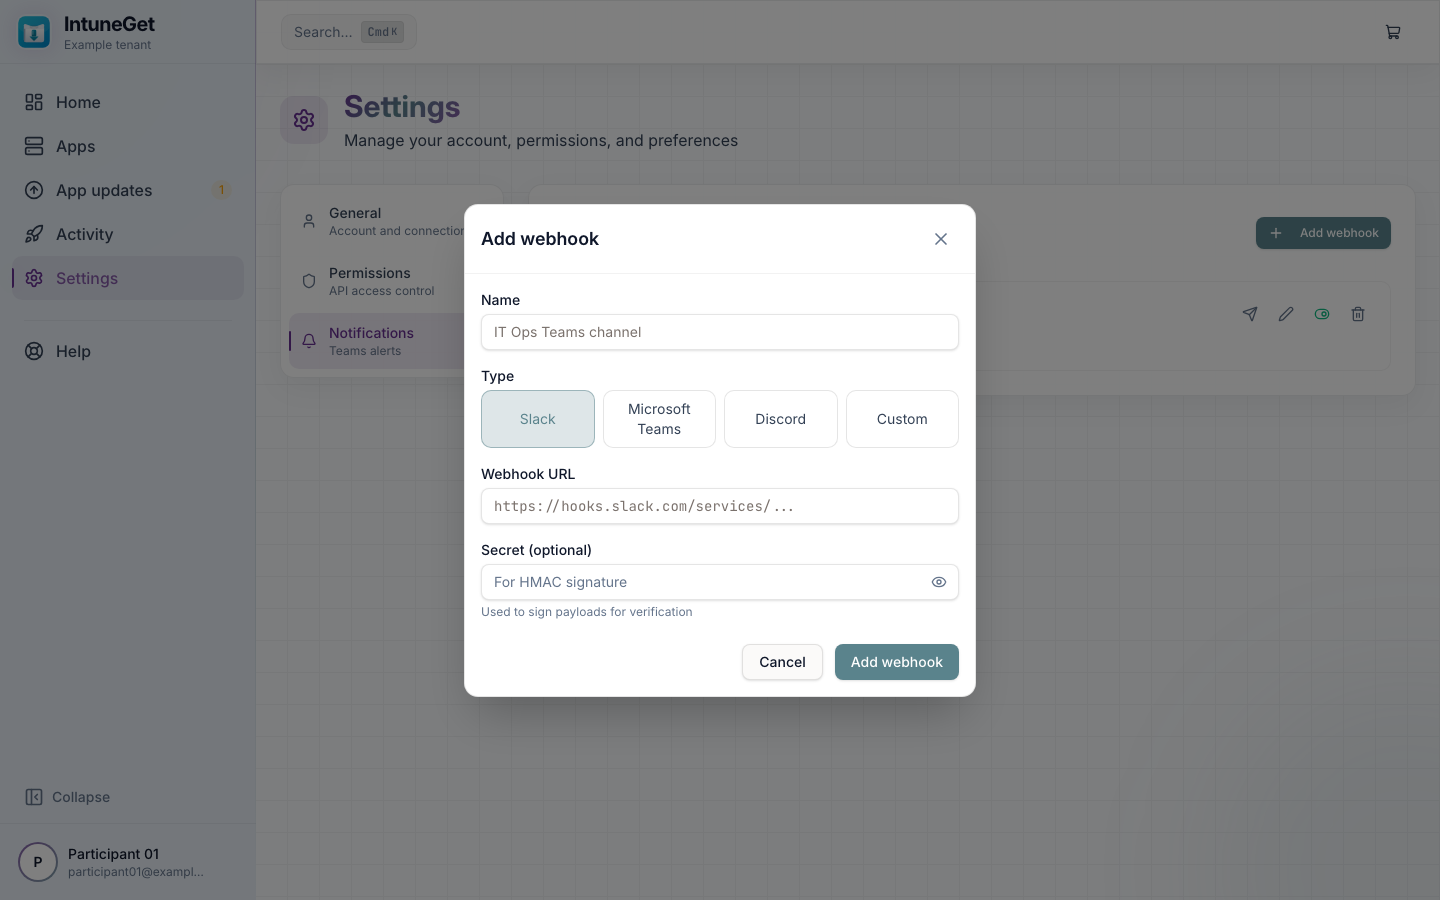 IntuneGet
Example tenant
Search...
Cmd K
Home
Apps
App updates
1
Activity
Settings
Help
Collapse
P
Participant 01
participant01@exampl...
Settings
Manage your account, permissions, and preferences
General
Account and connection
Permissions
API access control
Notifications
Teams alerts
Add webhook
Add webhook
Name
IT Ops Teams channel
Type
Slack
Microsoft
Teams
Discord
Custom
Webhook URL
https://hooks.slack.com/services/...
Secret (optional)
For HMAC signature
Used to sign payloads for verification
Cancel
Add webhook